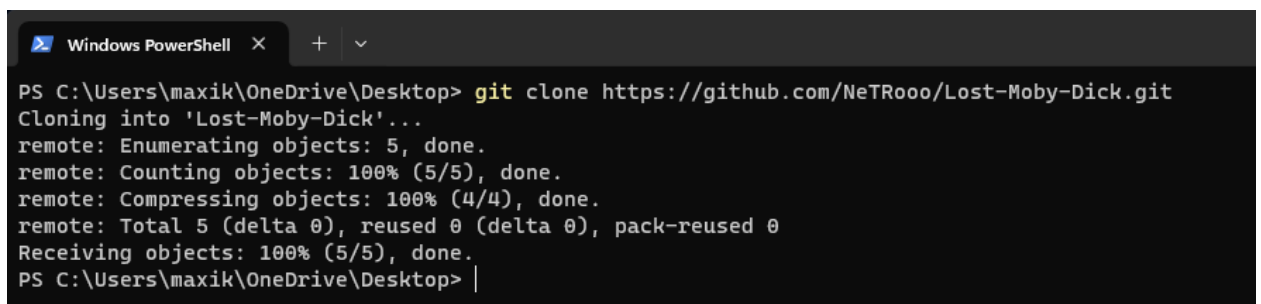 Windows PowerShell
PS C:\Users\maxik\OneDrive\Desktop> git clone https://github.com/NeTRooo/Lost-Moby-Dick.git
Cloning into 'Lost-Moby-Dick'...
remote: Enumerating objects: 5, done.
remote: Counting objects: 100% (5/5), done.
remote: Compressing objects: 100% (4/4), done.
remote: Total 5 (delta 0), reused 0 (delta 0), pack-reused 0
Receiving objects: 100% (5/5), done.
PS C:\Users\maxik\OneDrive\Desktop>